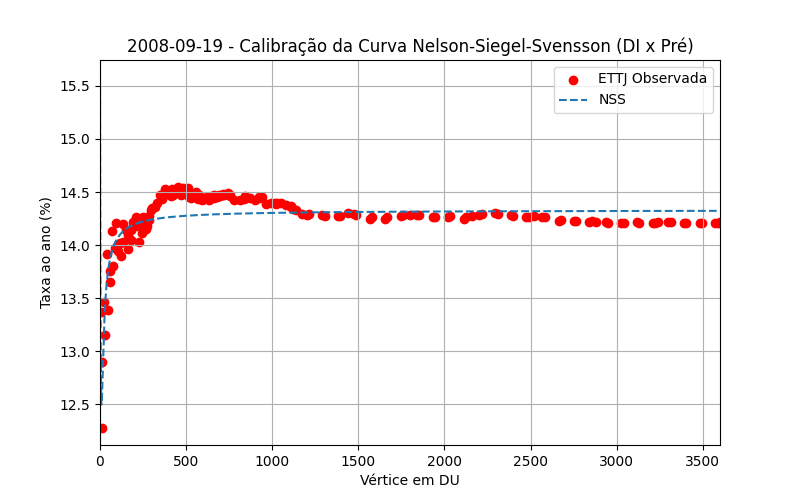 2008-09-19 - Calibração da Curva Nelson-Siegel-Svensson (DI x Pré)
ETTJ Observada
NSS
Taxa ao ano (%)
15.5
15.0
14.5
14.0
13.5
13.0
12.5
0 500 1000 1500 2000 2500 3000 3500
Vértice em DU